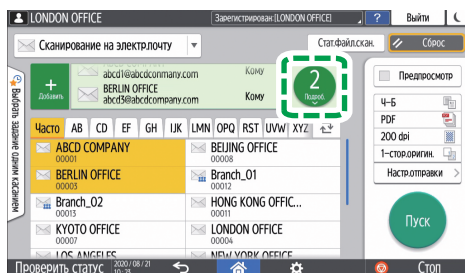 LONDON OFFICE
Зарегистрирован:[LONDON OFFICE]
?
Выйти
Сканирование на электр.почту
Стат.файл.скан.
Сброс
Выбрать задание одним касанием
+
Добавить
abcd1@abcdconmany.com
Кому
BERLIN OFFICE
abcd3@abcdcompany.com
Кому
2
Подроб.
Предпросмотр
Часто AB CD EF GH IJK LMN OPQ RST UVW XYZ
Ч-Б
PDF
200 dpi
1-стор.оригин.
Настр.отправки
ABCD COMPANY
00001
BEIJING OFFICE
00008
BERLIN OFFICE
00003
Branch_01
00012
Branch_02
00013
HONG KONG OFFIC...
00011
KYOTO OFFICE
00007
LONDON OFFICE
00004
LOS ANGELES
NEW YORK OFFICE
Пуск
Проверить статус
2020/08/21
10:23
Стоп